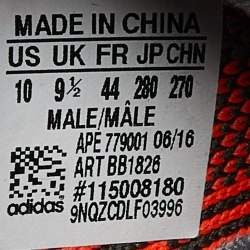 MADE IN CHINA
US UK FR JP CHN
10 9½ 44 280 270
MALE/MÂLE
APE 779001 06/16
ART BB1826
#115008180
adidas 9NQZCDLF03996